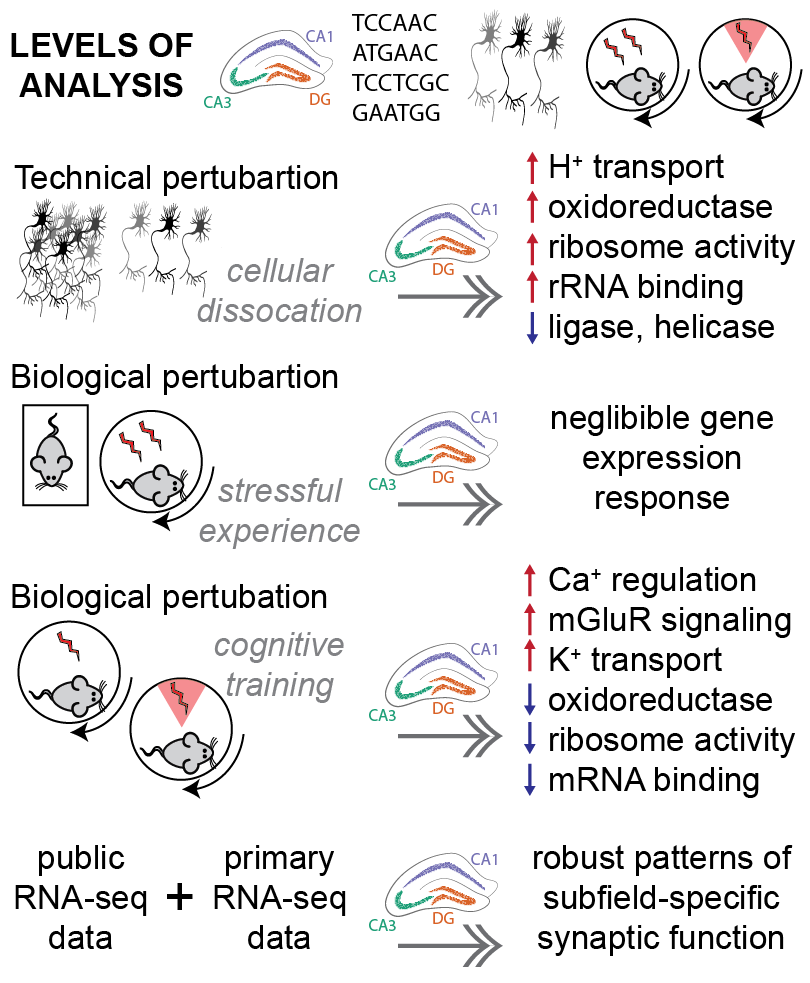 LEVELS OF
ANALYSIS
CA1
CA3
DG
TCCAAC
ATGAAC
TCCTCGC
GAATGG
Technical pertubartion
cellular
dissocation
CA1
CA3
DG
H+ transport
oxidoreductase
ribosome activity
rRNA binding
ligase, helicase
Biological pertubartion
stressful
experience
CA1
CA3
DG
neglibible gene
expression
response
Biological pertubation
cognitive
training
CA1
CA3
DG
Ca+ regulation
mGluR signaling
K+ transport
oxidoreductase
ribosome activity
mRNA binding
public
RNA-seq
data
+
primary
RNA-seq
data
CA1
CA3
DG
robust patterns of
subfield-specific
synaptic function